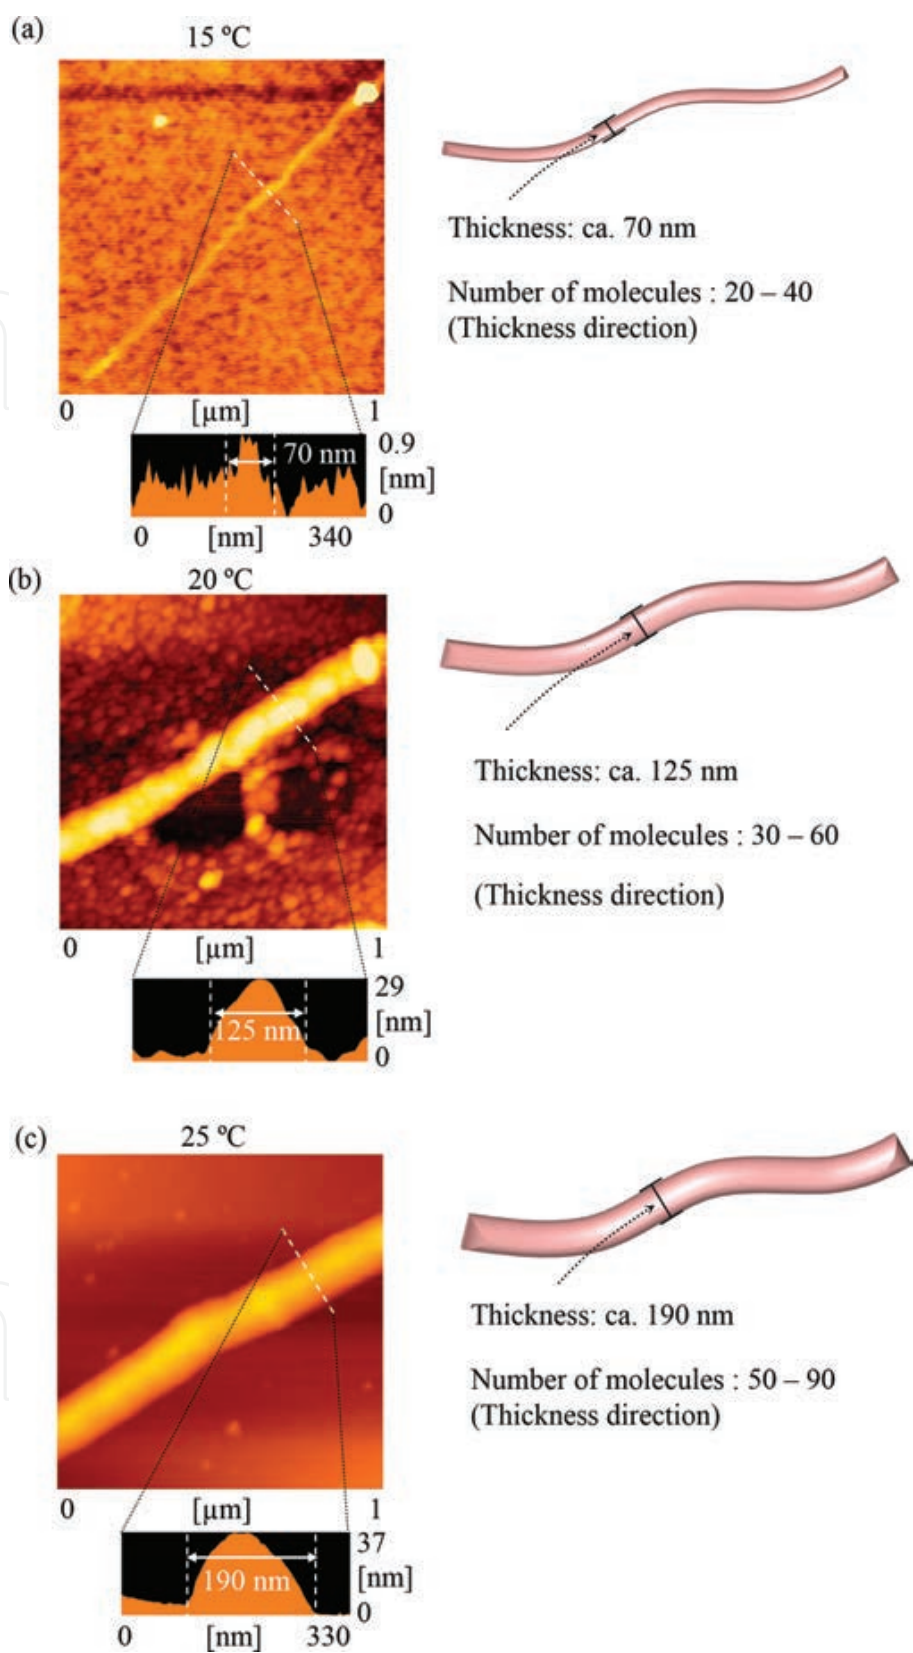 (a)
15 ºC
Thickness: ca. 70 nm
Number of molecules : 20 – 40
(Thickness direction)
0 [µm] 1
70 nm
0.9
[nm]
0
0 [nm] 340
(b)
20 ºC
Thickness: ca. 125 nm
Number of molecules : 30 – 60
(Thickness direction)
0 [µm] 1
125 nm
29
[nm]
0
(c)
25 ºC
Thickness: ca. 190 nm
Number of molecules : 50 – 90
(Thickness direction)
0 [µm] 1
190 nm
37
[nm]
0
0 [nm] 330